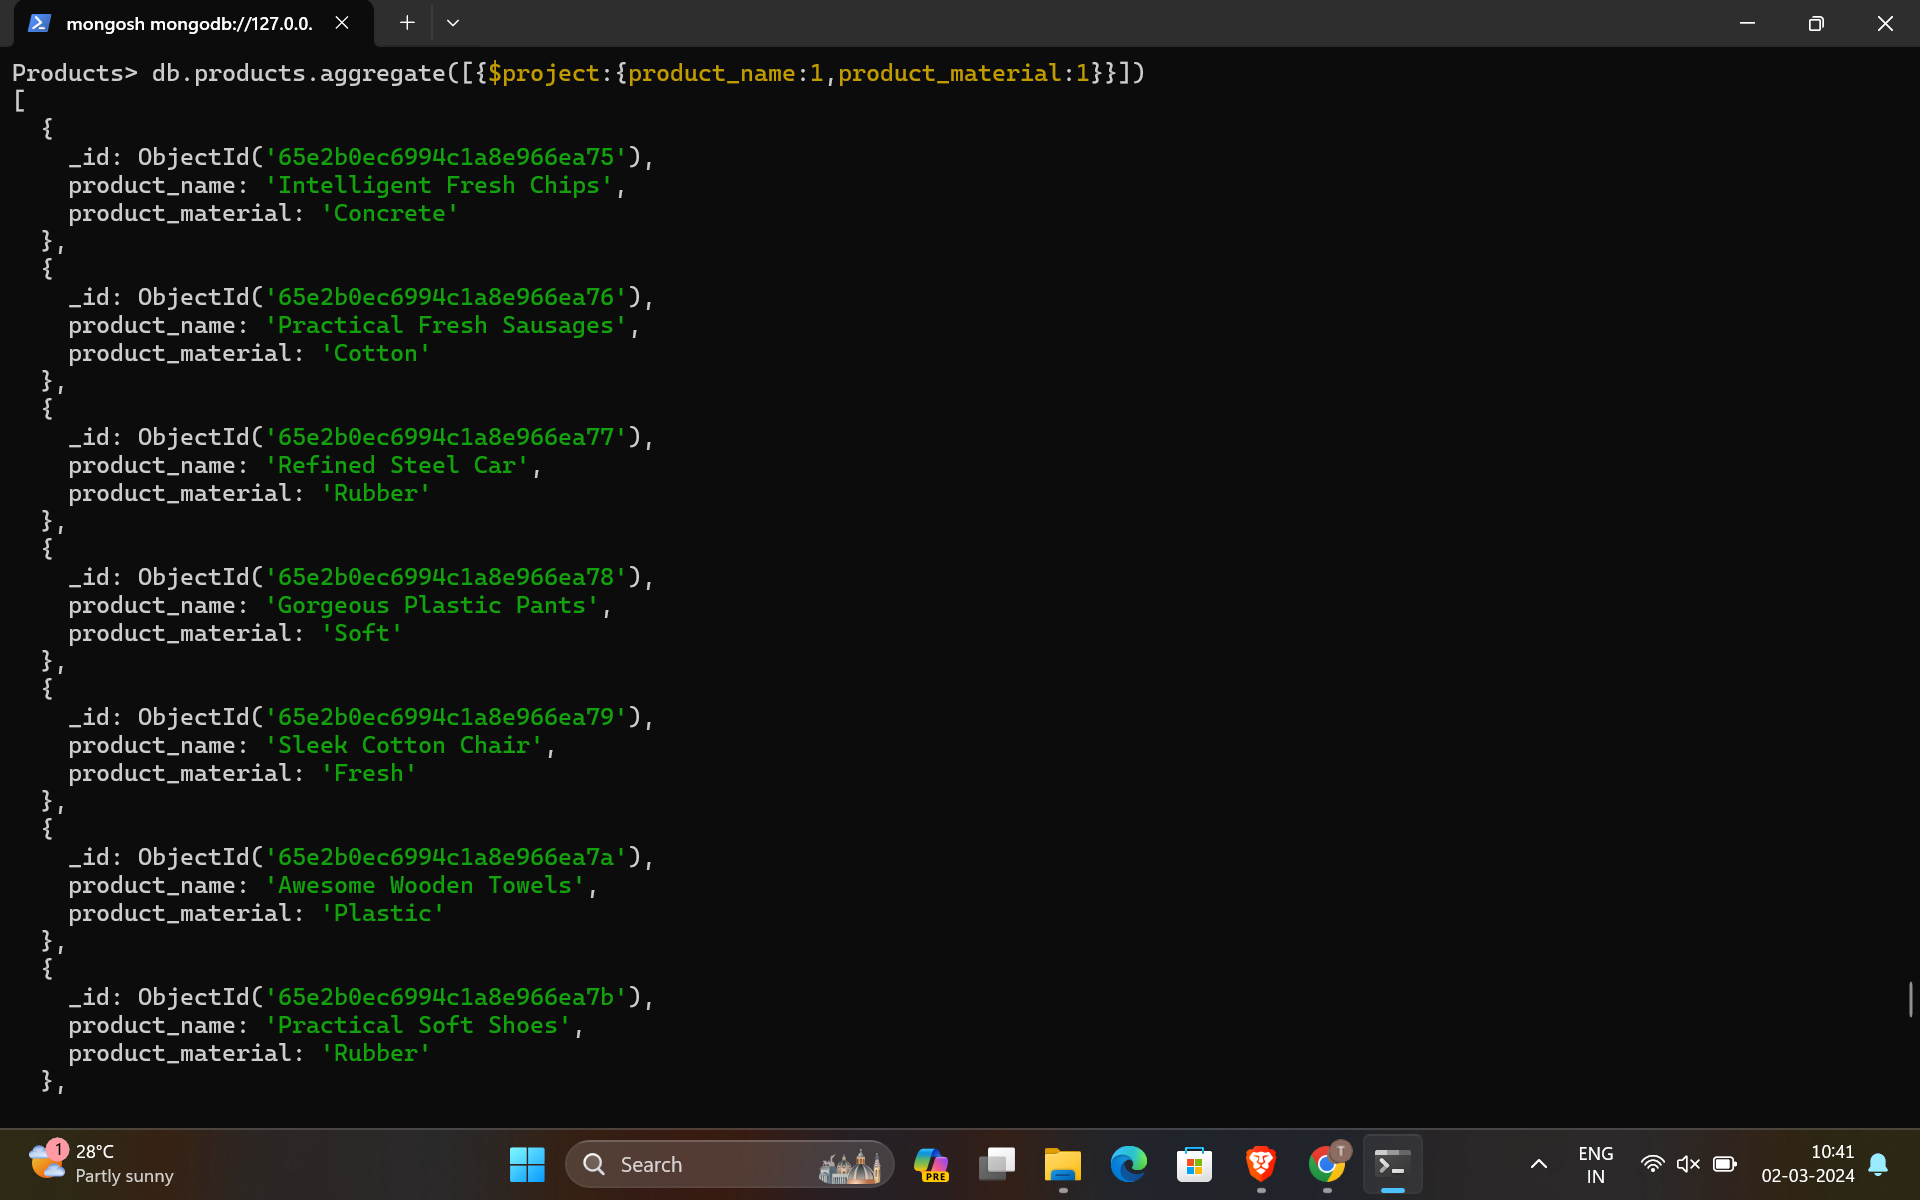 mongosh mongodb://127.0.0.
Products> db.products.aggregate([{$project:{product_name:1,product_material:1}}])
[
  {
    _id: ObjectId('65e2b0ec6994c1a8e966ea75'),
    product_name: 'Intelligent Fresh Chips',
    product_material: 'Concrete'
  },
  {
    _id: ObjectId('65e2b0ec6994c1a8e966ea76'),
    product_name: 'Practical Fresh Sausages',
    product_material: 'Cotton'
  },
  {
    _id: ObjectId('65e2b0ec6994c1a8e966ea77'),
    product_name: 'Refined Steel Car',
    product_material: 'Rubber'
  },
  {
    _id: ObjectId('65e2b0ec6994c1a8e966ea78'),
    product_name: 'Gorgeous Plastic Pants',
    product_material: 'Soft'
  },
  {
    _id: ObjectId('65e2b0ec6994c1a8e966ea79'),
    product_name: 'Sleek Cotton Chair',
    product_material: 'Fresh'
  },
  {
    _id: ObjectId('65e2b0ec6994c1a8e966ea7a'),
    product_name: 'Awesome Wooden Towels',
    product_material: 'Plastic'
  },
  {
    _id: ObjectId('65e2b0ec6994c1a8e966ea7b'),
    product_name: 'Practical Soft Shoes',
    product_material: 'Rubber'
  },
1
28°C
Partly sunny
Search
PRE
T
ENG
IN
10:41
02-03-2024